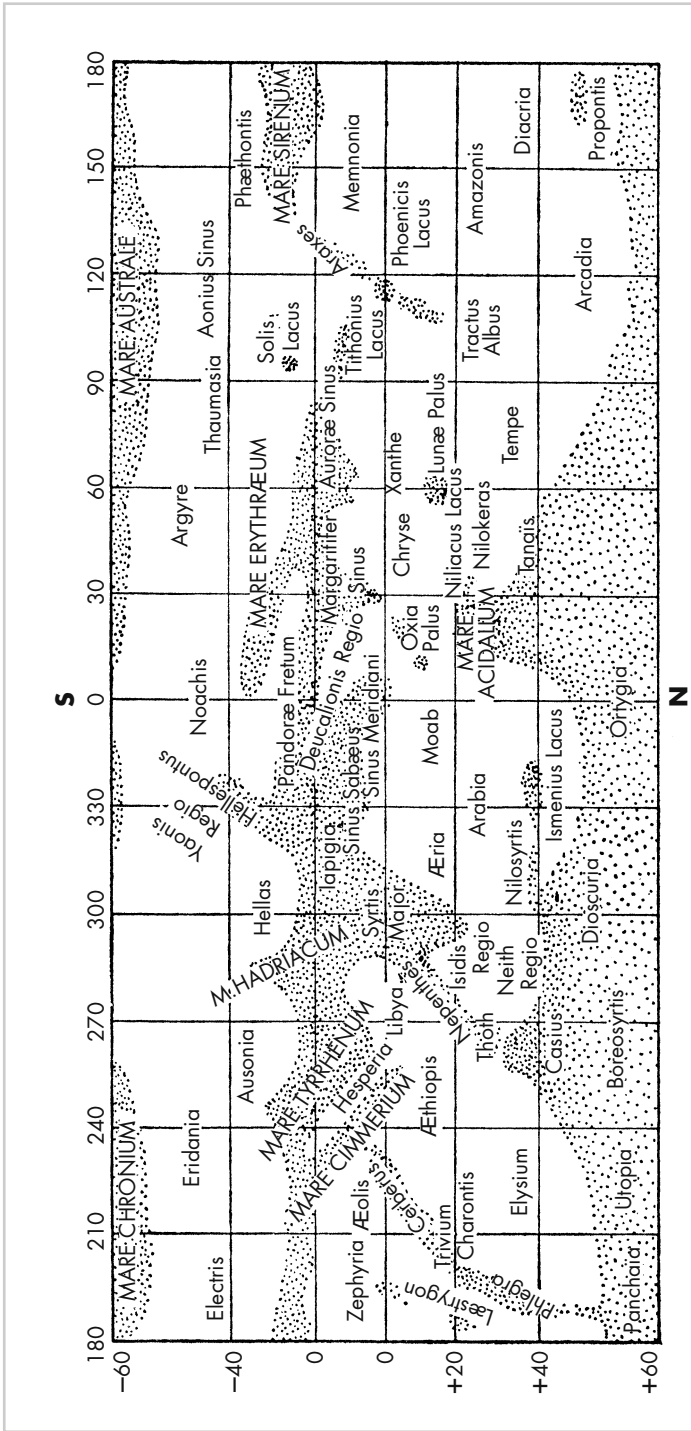 S
180 210 240 270 300 330 0 30 60 90 120 150 180
–60
–40
0
0
+20
+40
+60
MARE CHRONIUM
MARE AUSTRALE
Electris
Eridania
Ausonia
Hellas
Yaonis
Regio
Hellespontus
Noachis
Argyre
Thaumasia
Aonius Sinus
Phæthontis
M. HADRIACUM
MARE TYRRHENUM
Hesperia
MARE CIMMERIUM
Iapigia
Pandoræ Fretum
Deucalionis Regio
MARE ERYTHRÆUM
Solis
Lacus
MARE SIRENUM
Araxes
Sinus Sabæus
Sinus Meridiani
Margaritifer
Sinus
Auroræ Sinus
Tithonius
Lacus
Memnonia
Zephyria
Æolis
Cerberus
Æthiopis
Libya
Nepenthes
Syrtis
Major
Æria
Moab
Oxia
Palus
Chryse
Xanthe
Lunæ Palus
Phoenicis
Lacus
Læstrygon
Trivium
Charontis
Thoth
Isidis
Regio
Neith
Regio
Nilosyrtis
Arabia
MARE
ACIDALIUM
Niliacus Lacus
Nilokeras
Tanais
Tempe
Tractus
Albus
Amazonis
Diacria
Phlegra
Elysium
Casius
Ismenius Lacus
Arcadia
Propontis
Panchaia
Utopia
Boreosyrtis
Dioscuria
Ortygia
N